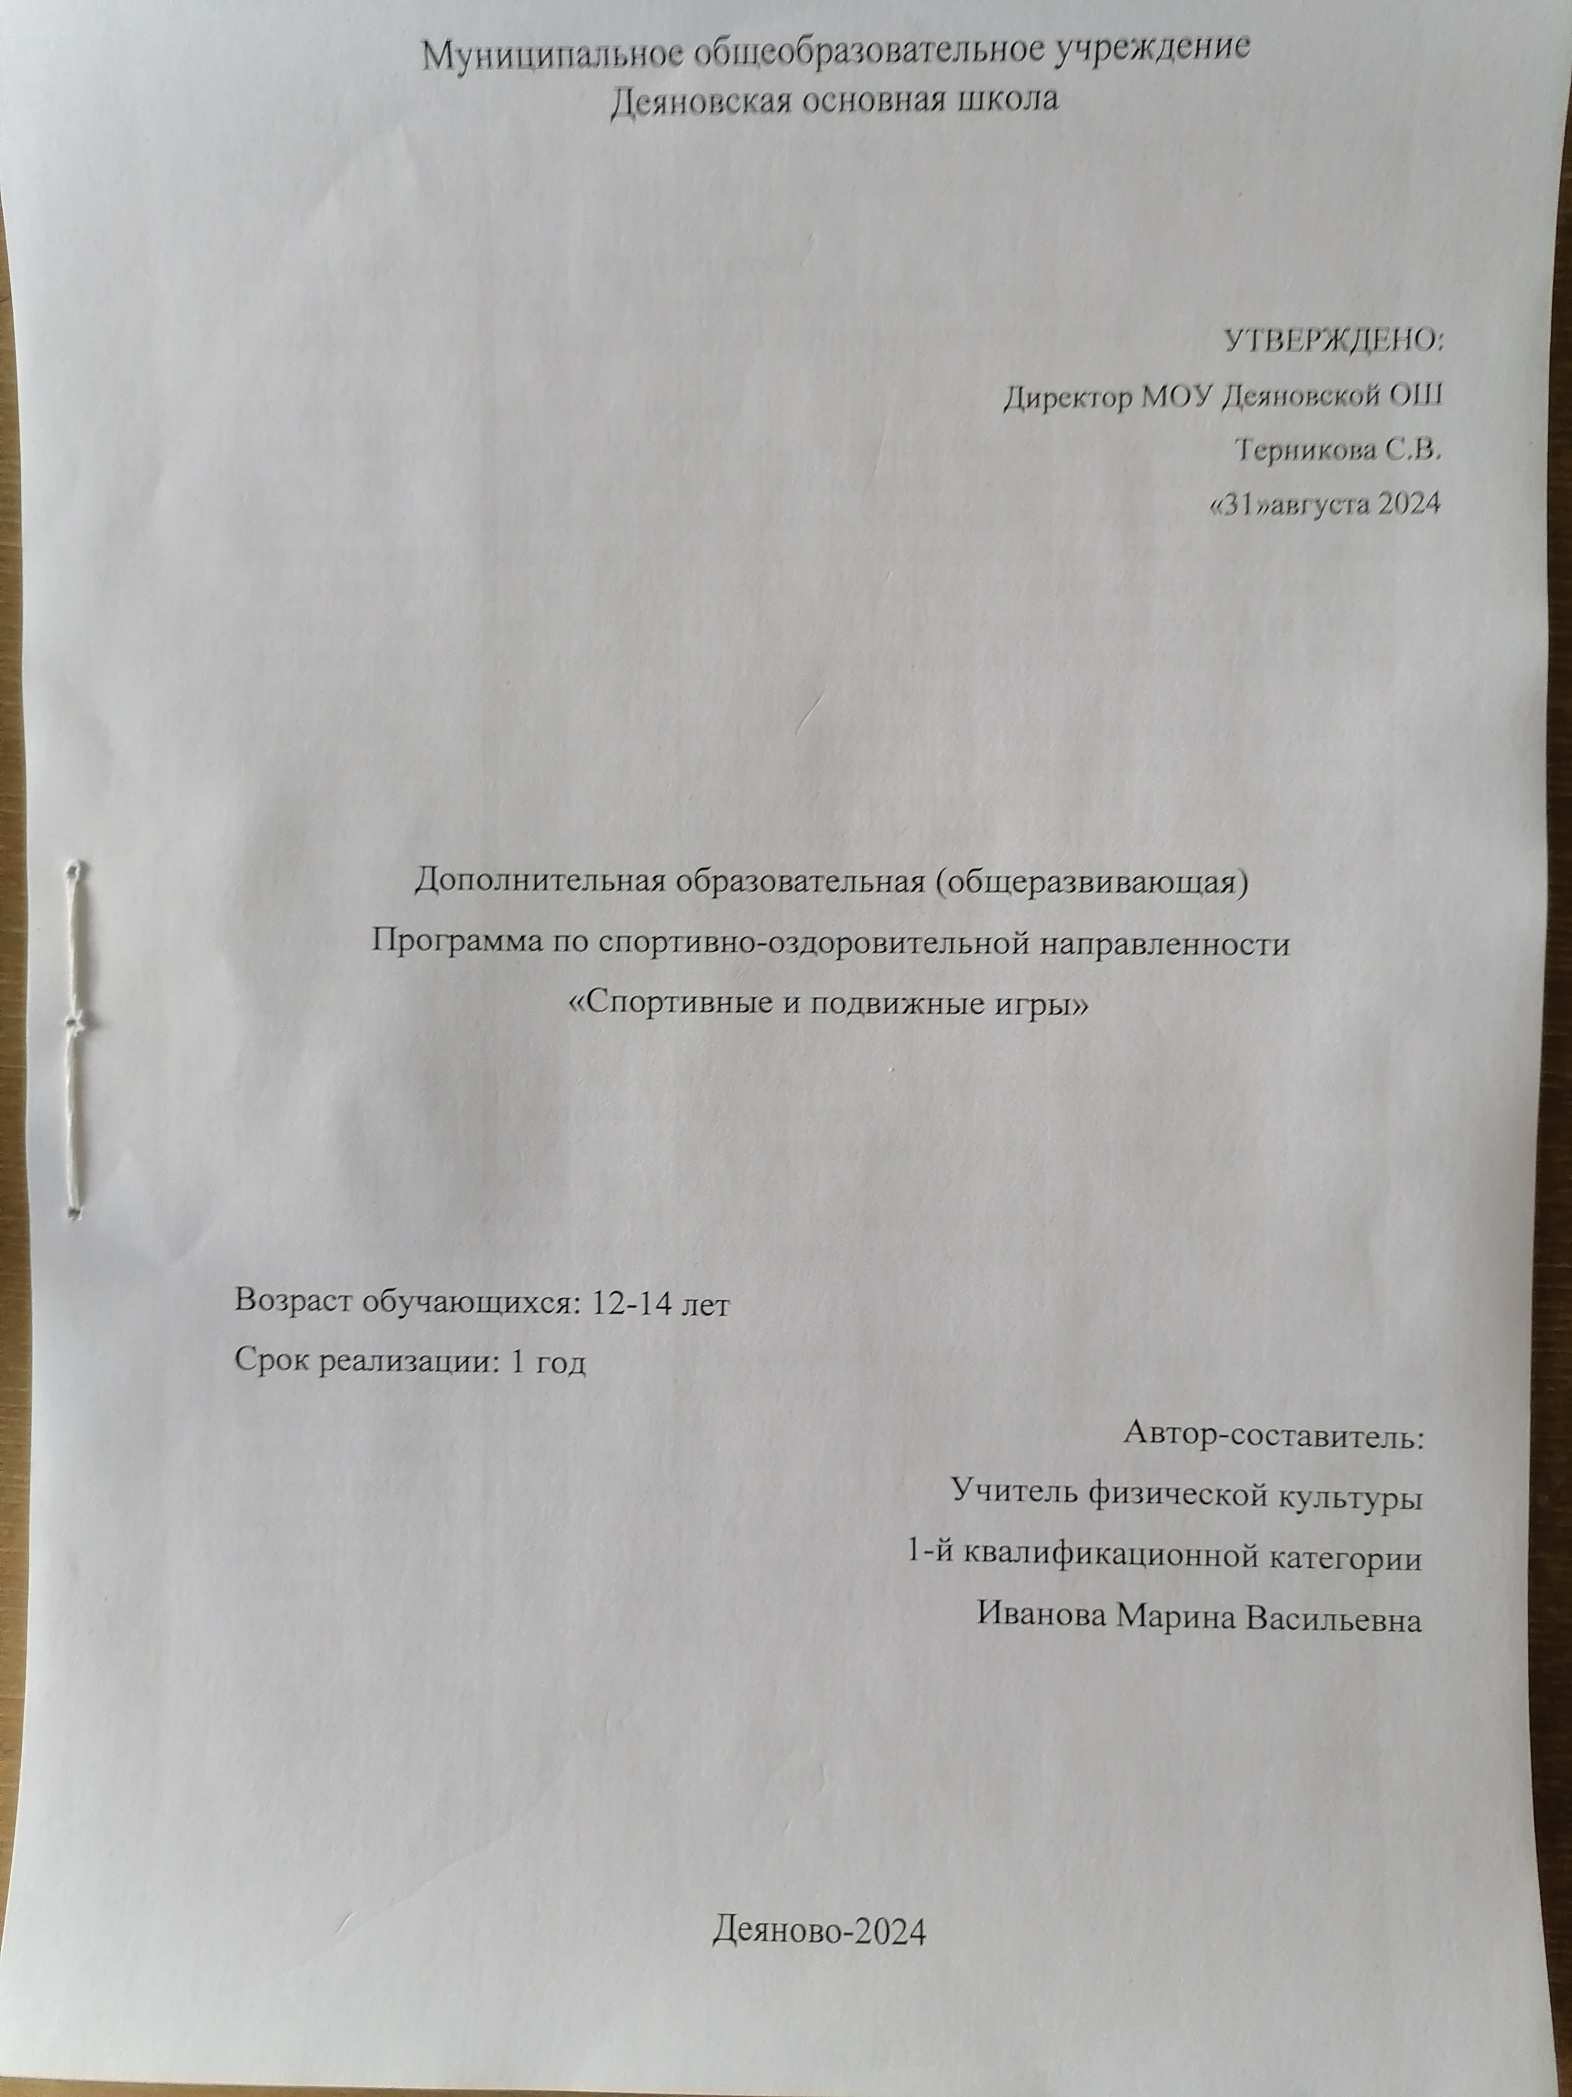 Муниципальное общеобразовательное учреждение
Деяновская основная школа
УТВЕРЖДЕНО:
Директор МОУ Деяновской ОШ
Терникова С.В.
«31»августа 2024
Дополнительная образовательная (общеразвивающая)
Программа по спортивно-оздоровительной направленности
«Спортивные и подвижные игры»
Возраст обучающихся: 12-14 лет
Срок реализации: 1 год
Автор-составитель:
Учитель физической культуры
1-й квалификационной категории
Иванова Марина Васильевна
Деяново-2024